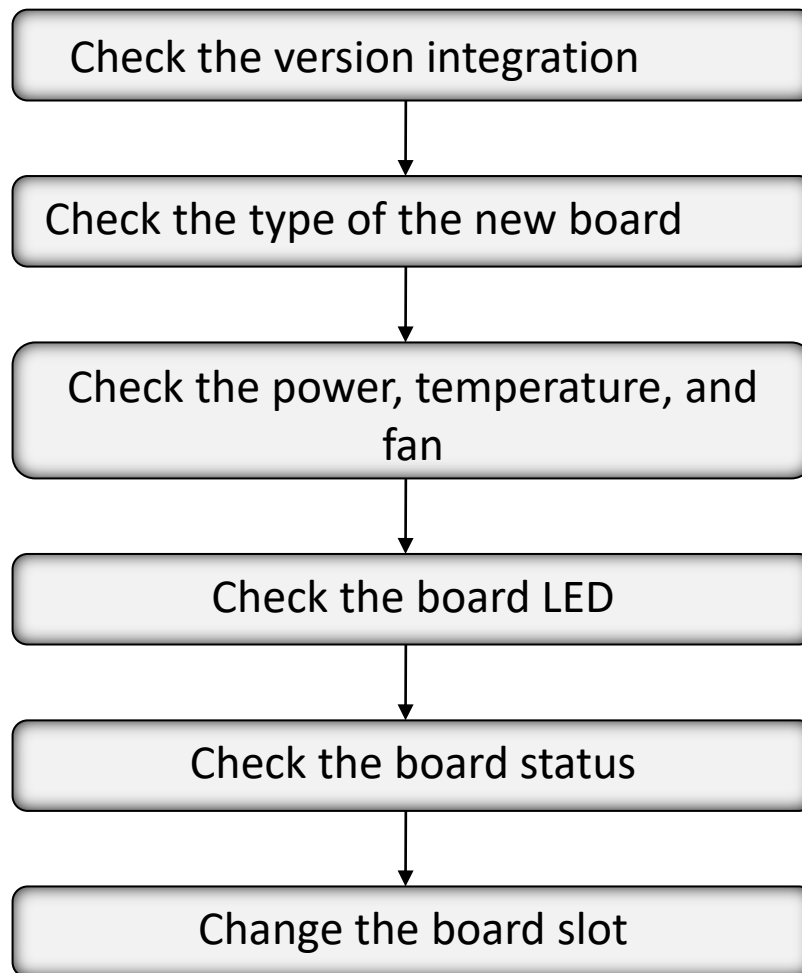 Check the version integration
Check the type of the new board
Check the power, temperature, and
fan
Check the board LED
Check the board status
Change the board slot